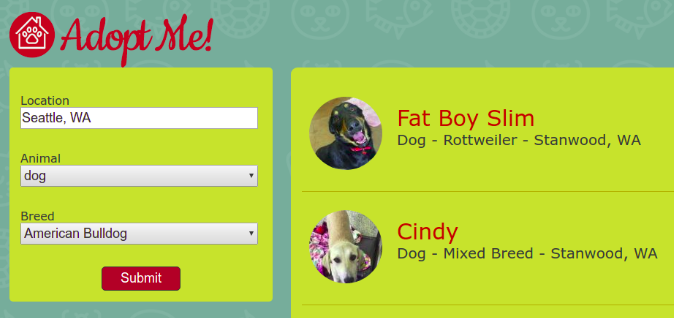 Adopt Me!
Location
Seattle, WA
Animal
dog
Breed
American Bulldog
Submit
Fat Boy Slim
Dog - Rottweiler - Stanwood, WA
Cindy
Dog - Mixed Breed - Stanwood, WA